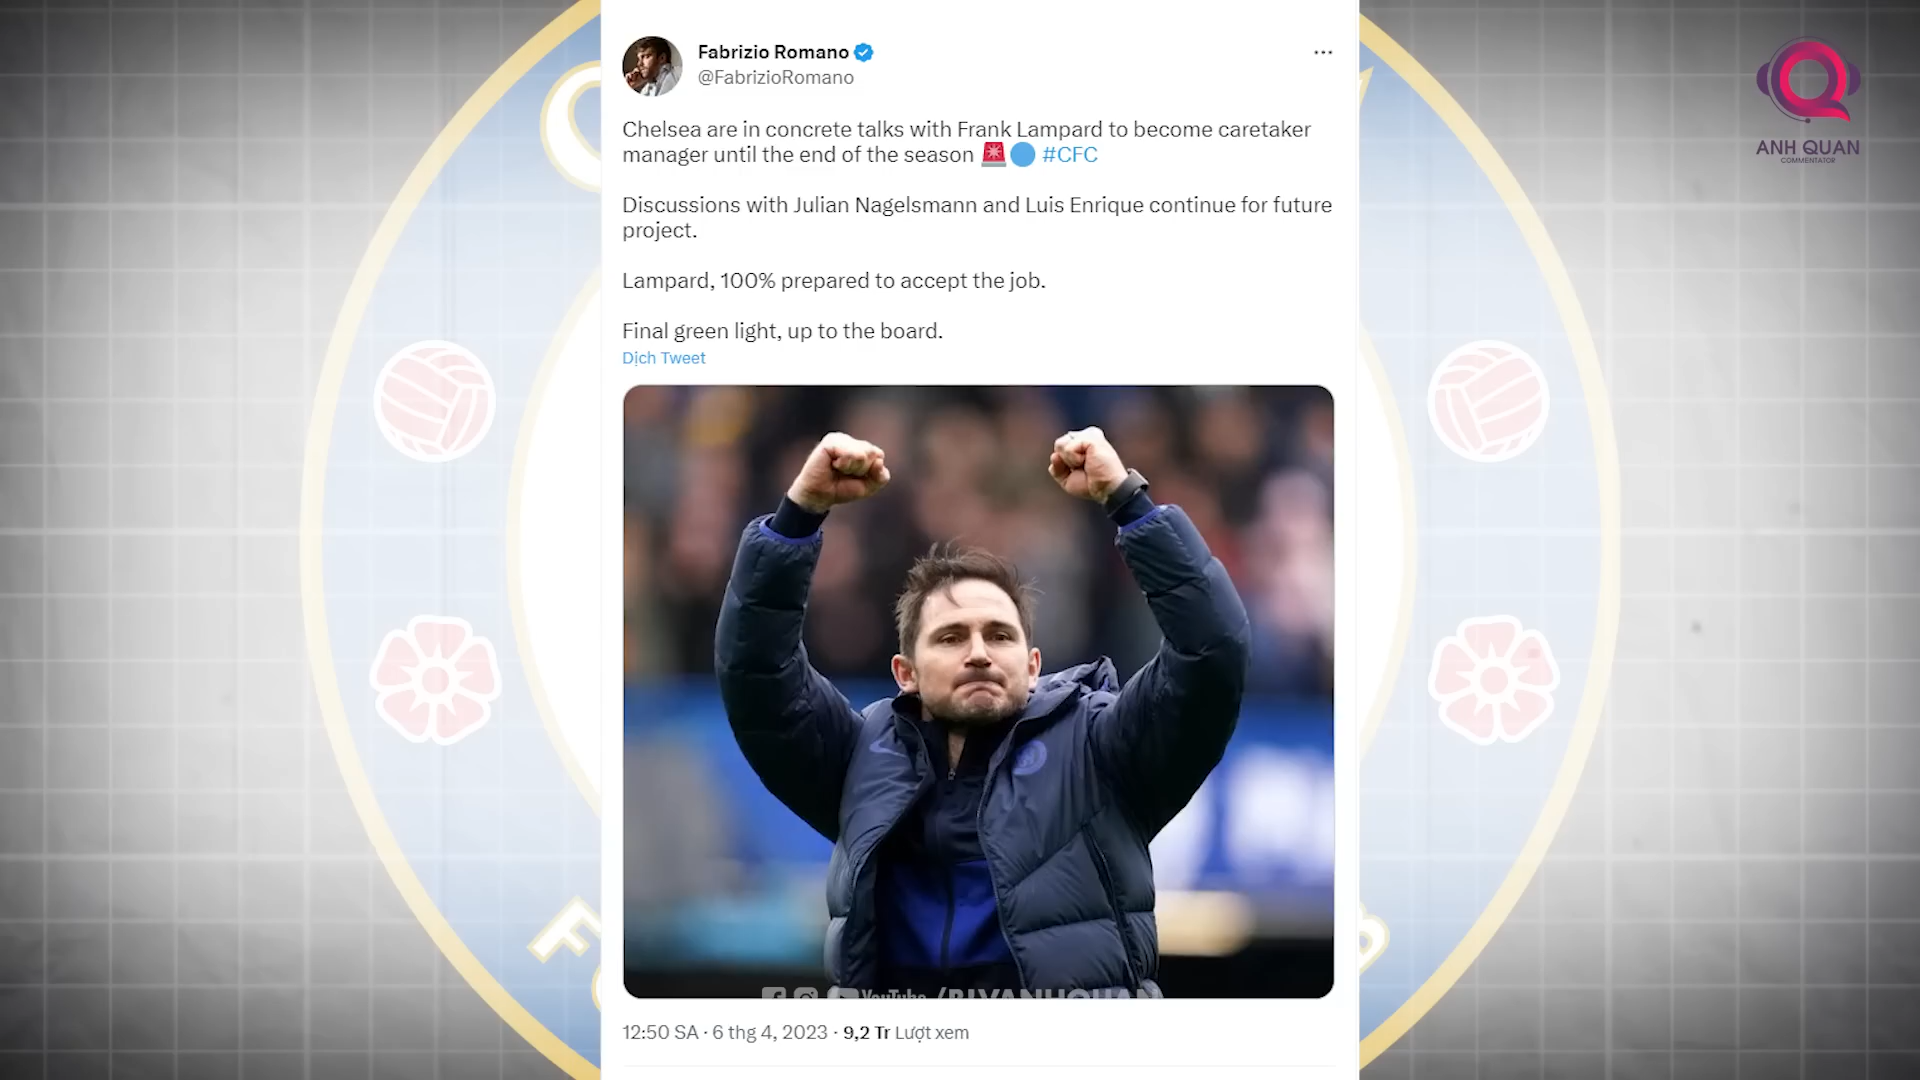 Fabrizio Romano
@FabrizioRomano
Chelsea are in concrete talks with Frank Lampard to become caretaker
manager until the end of the season 🚨🔵 #CFC
Discussions with Julian Nagelsmann and Luis Enrique continue for future
project.
Lampard, 100% prepared to accept the job.
Final green light, up to the board.
Dịch Tweet
YouTube /BLVANHQUAN
12:50 SA · 6 thg 4, 2023 · 9,2 Tr Lượt xem
ANH QUAN
COMMENTATOR